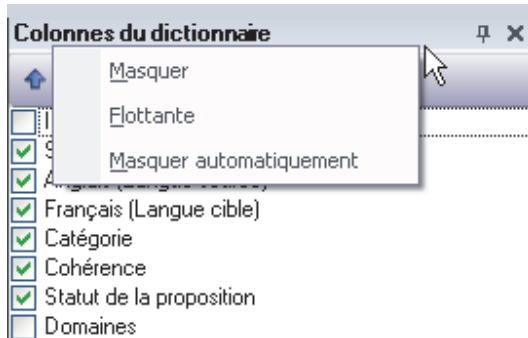 Colonnes du dictionnaire
Masquer
Flottante
Masquer automatiquement
Français (Langue cible)
Catégorie
Cohérence
Statut de la proposition
Domaines